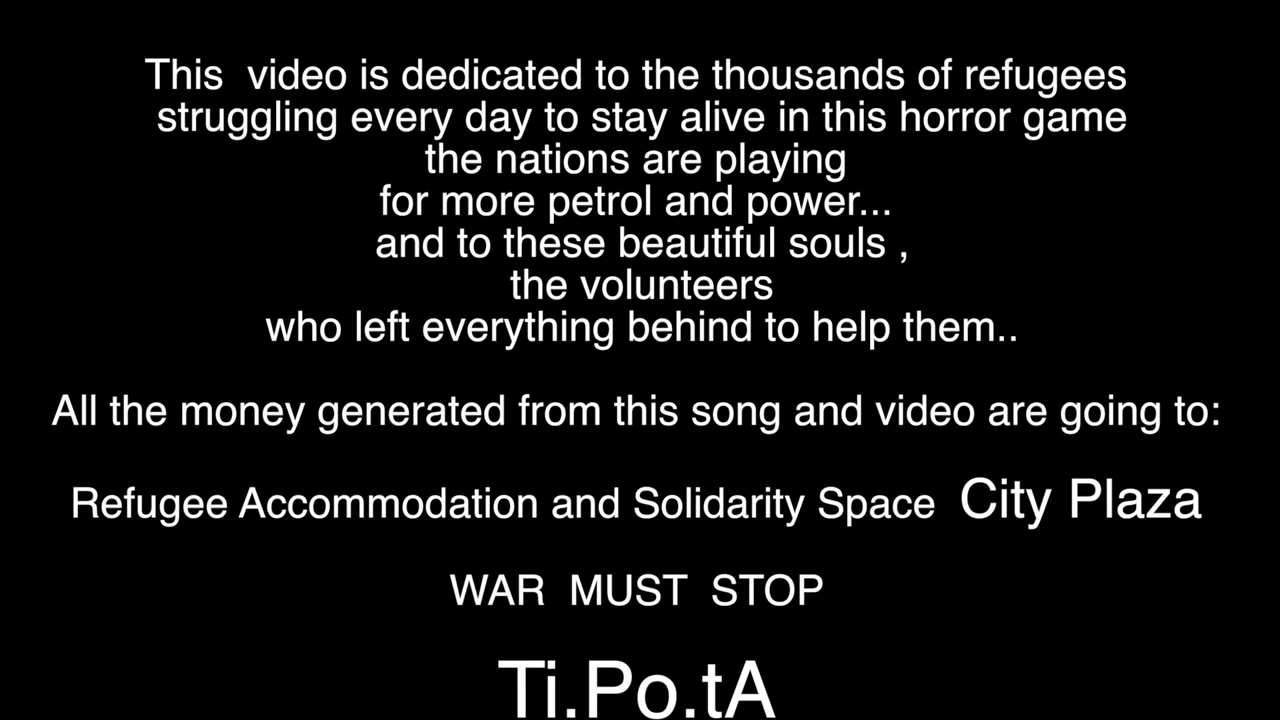 This  video is dedicated to the thousands of refugees
struggling every day to stay alive in this horror game
the nations are playing
for more petrol and power...
and to these beautiful souls ,
the volunteers
who left everything behind to help them..
All the money generated from this song and video are going to:
Refugee Accommodation and Solidarity Space  City Plaza
WAR  MUST  STOP
Ti.Po.tA